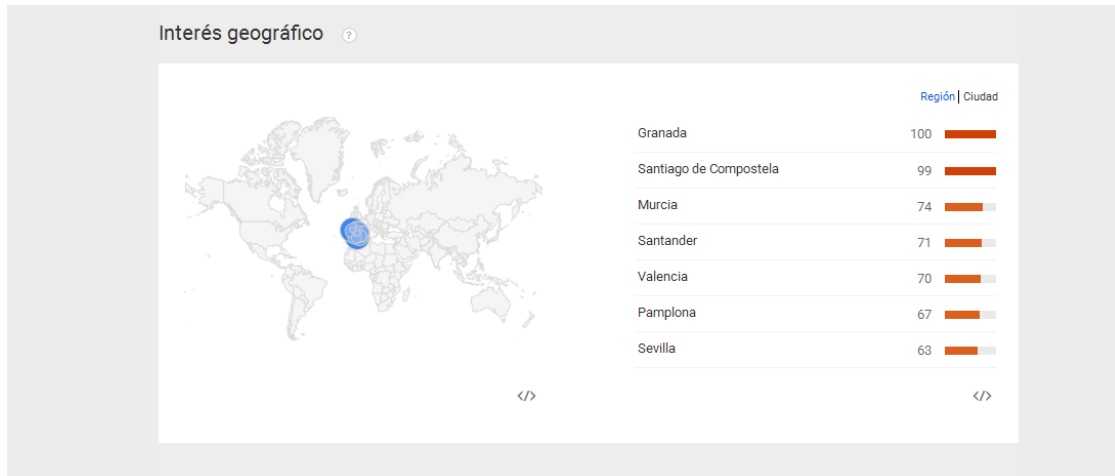 Interés geográfico ?
Región | Ciudad
Granada 100
Santiago de Compostela 99
Murcia 74
Santander 71
Valencia 70
Pamplona 67
Sevilla 63
</> </>